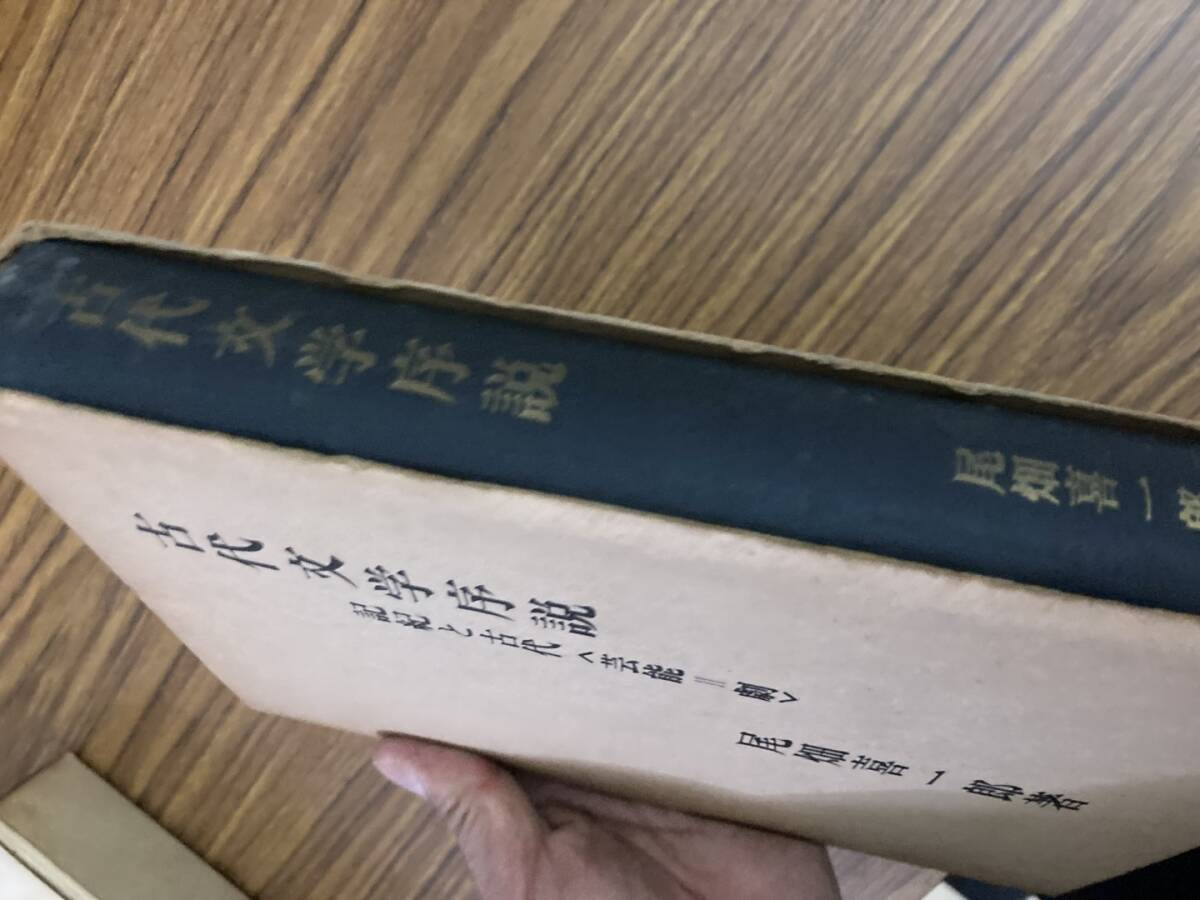 古代文学序説
尾畑喜一郎
古代文学序説
記紀と古代<芸能=劇>
尾畑喜一郎著